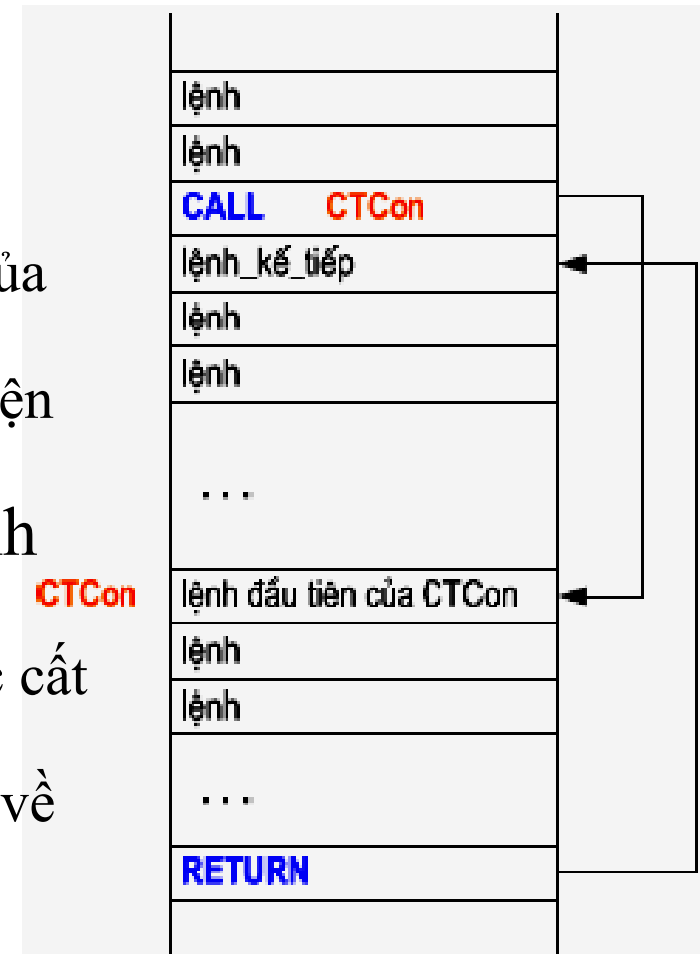 lệnh
lệnh
CALL CTCon
lệnh_kế_tiếp
lệnh
lệnh
...
CTCon lệnh đầu tiên của CTCon
lệnh
lệnh
...
RETURN
ủa
ện
nh
cất
về